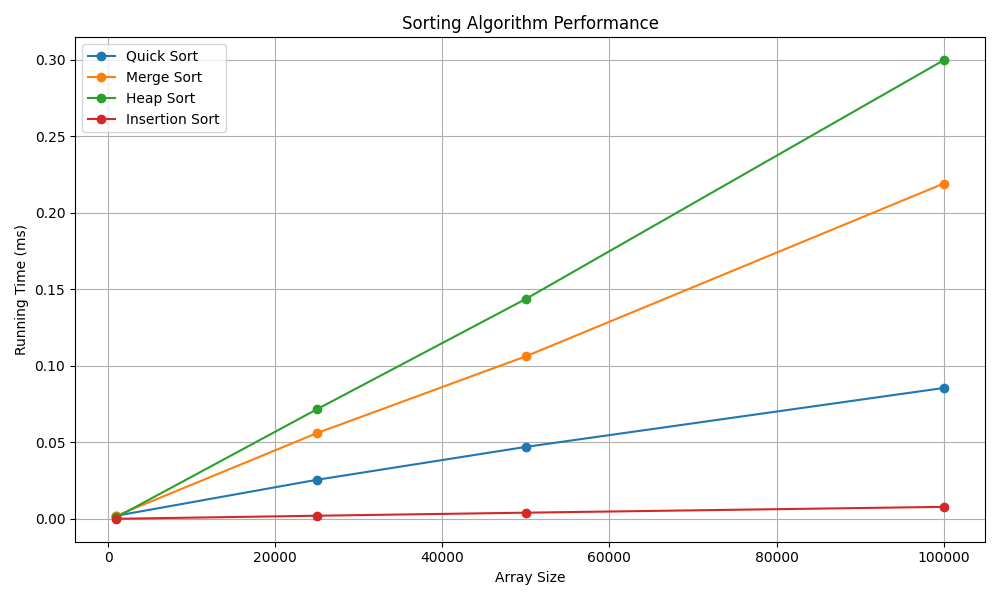 Sorting Algorithm Performance
Quick Sort
Merge Sort
Heap Sort
Insertion Sort
Running Time (ms)
0.30
0.25
0.20
0.15
0.10
0.05
0.00
0 20000 40000 60000 80000 100000
Array Size